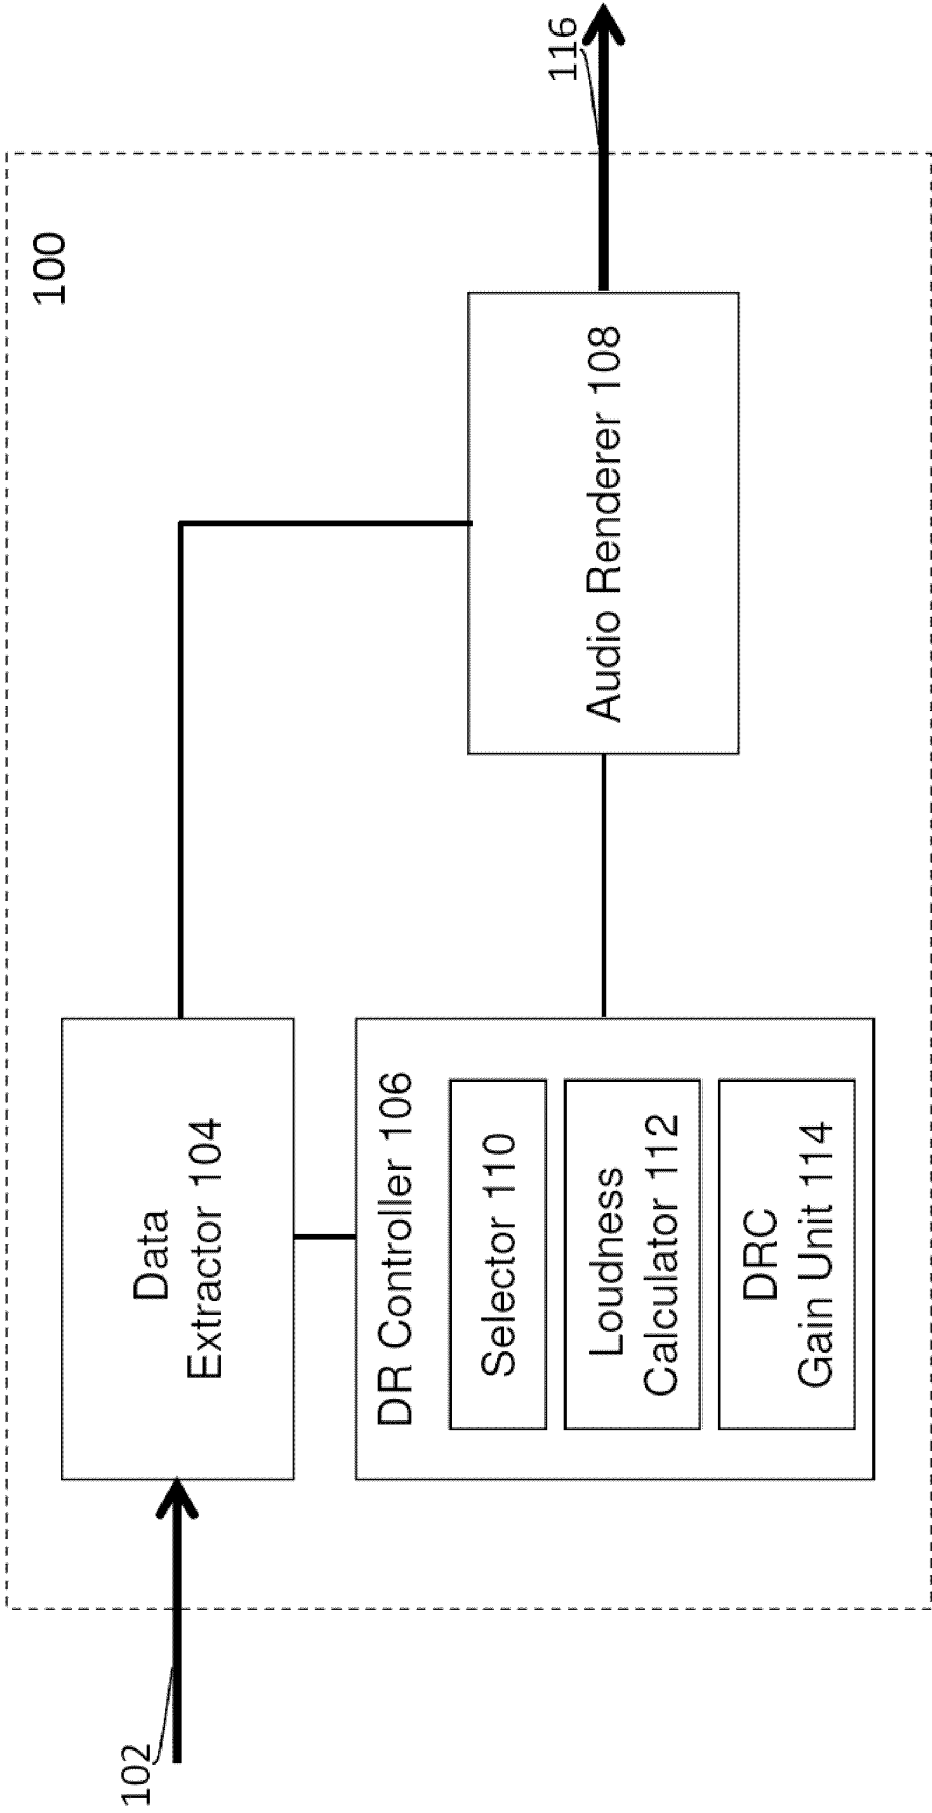 100
102
Data
Extractor 104
DR Controller 106
Selector 110
Loudness
Calculator 112
DRC
Gain Unit 114
Audio Renderer 108
116